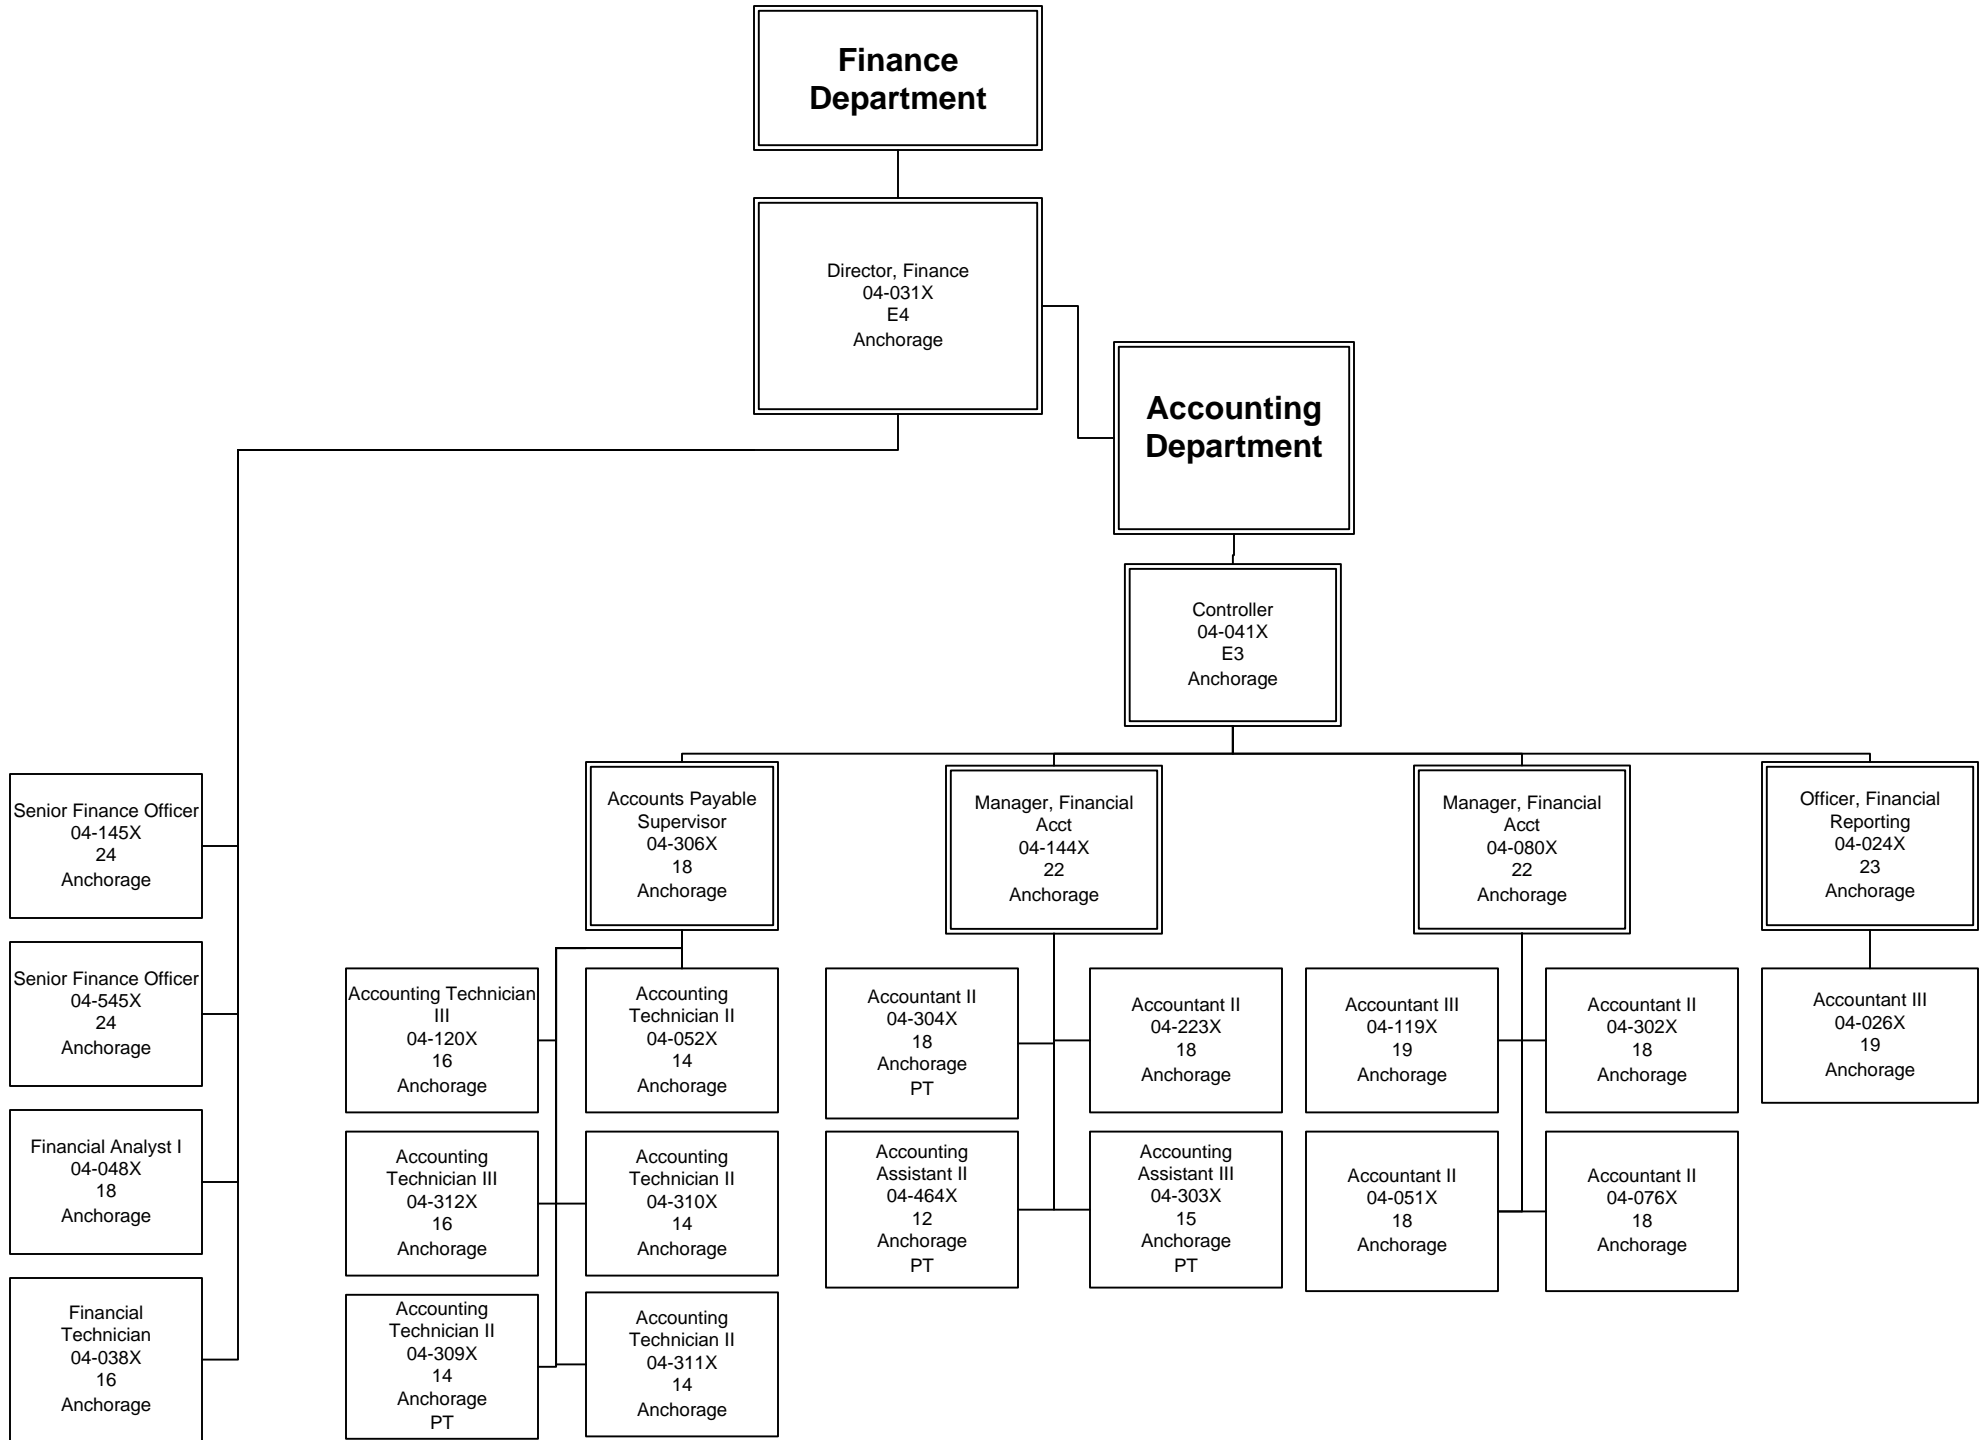 Finance
Department
Director, Finance
04-031X
E4
Anchorage
Accounting
Department
Controller
04-041X
E3
Anchorage
Senior Finance Officer
04-145X
24
Anchorage
Senior Finance Officer
04-545X
24
Anchorage
Financial Analyst I
04-048X
18
Anchorage
Financial
Technician
04-038X
16
Anchorage
Accounts Payable
Supervisor
04-306X
18
Anchorage
Accounting Technician
III
04-120X
16
Anchorage
Accounting
Technician II
04-052X
14
Anchorage
Accounting
Technician III
04-312X
16
Anchorage
Accounting
Technician II
04-310X
14
Anchorage
Accounting
Technician II
04-309X
14
Anchorage
PT
Accounting
Technician II
04-311X
14
Anchorage
Manager, Financial
Acct
04-144X
22
Anchorage
Accountant II
04-304X
18
Anchorage
PT
Accountant II
04-223X
18
Anchorage
Accounting
Assistant II
04-464X
12
Anchorage
PT
Accounting
Assistant III
04-303X
15
Anchorage
PT
Manager, Financial
Acct
04-080X
22
Anchorage
Accountant III
04-119X
19
Anchorage
Accountant II
04-302X
18
Anchorage
Accountant II
04-051X
18
Anchorage
Accountant II
04-076X
18
Anchorage
Officer, Financial
Reporting
04-024X
23
Anchorage
Accountant III
04-026X
19
Anchorage